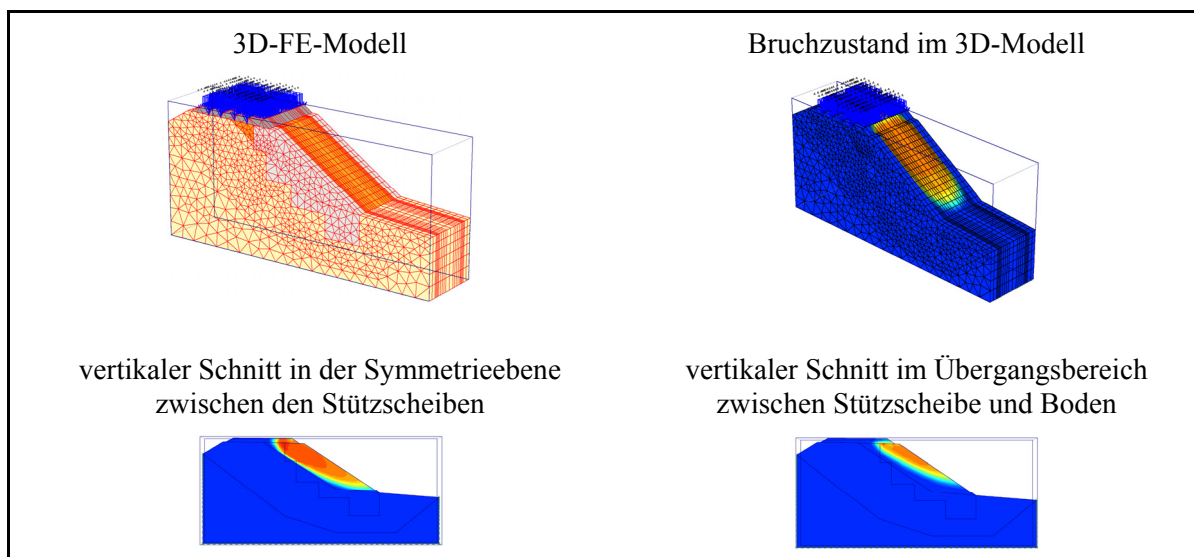 3D-FE-Modell
Bruchzustand im 3D-Modell
vertikaler Schnitt in der Symmetrieebene
zwischen den Stützscheiben
vertikaler Schnitt im Übergangsbereich
zwischen Stützscheibe und Boden